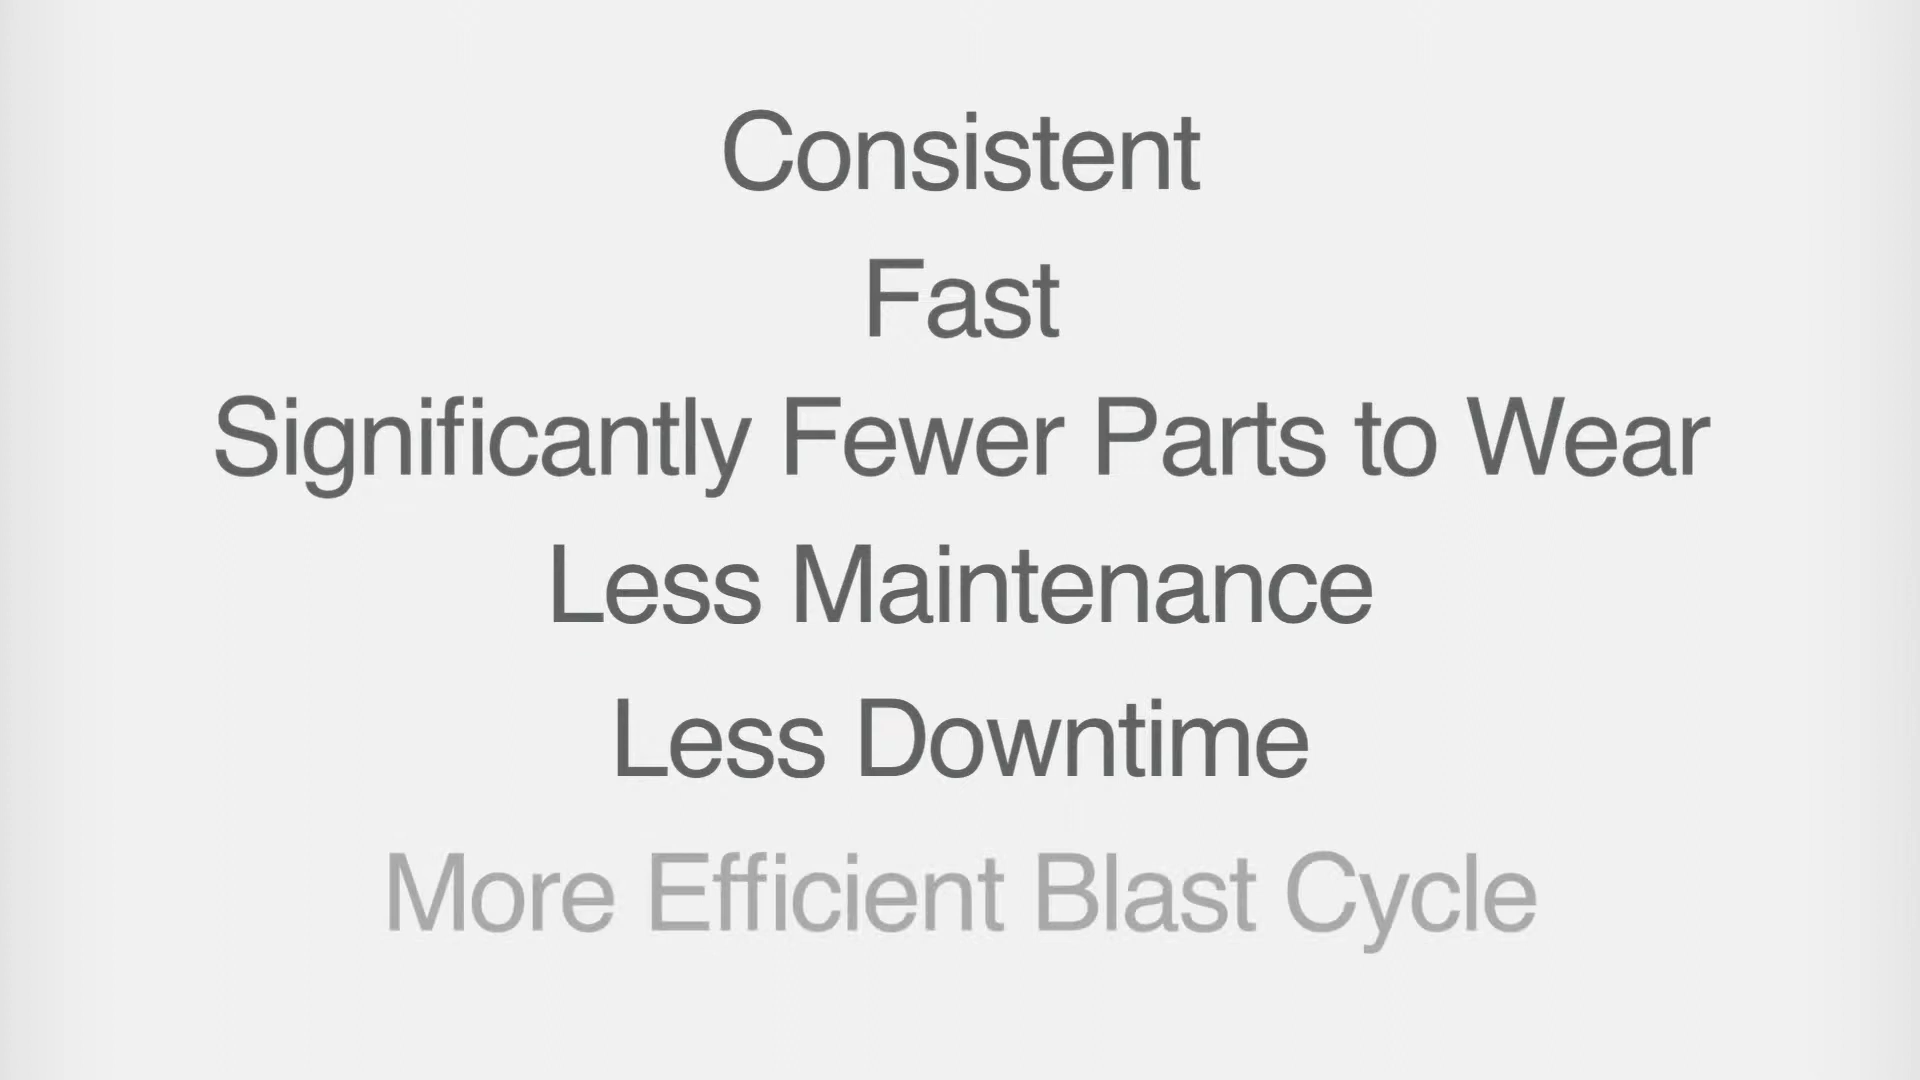 Consistent
Fast
Significantly Fewer Parts to Wear
Less Maintenance
Less Downtime
More Efficient Blast Cycle